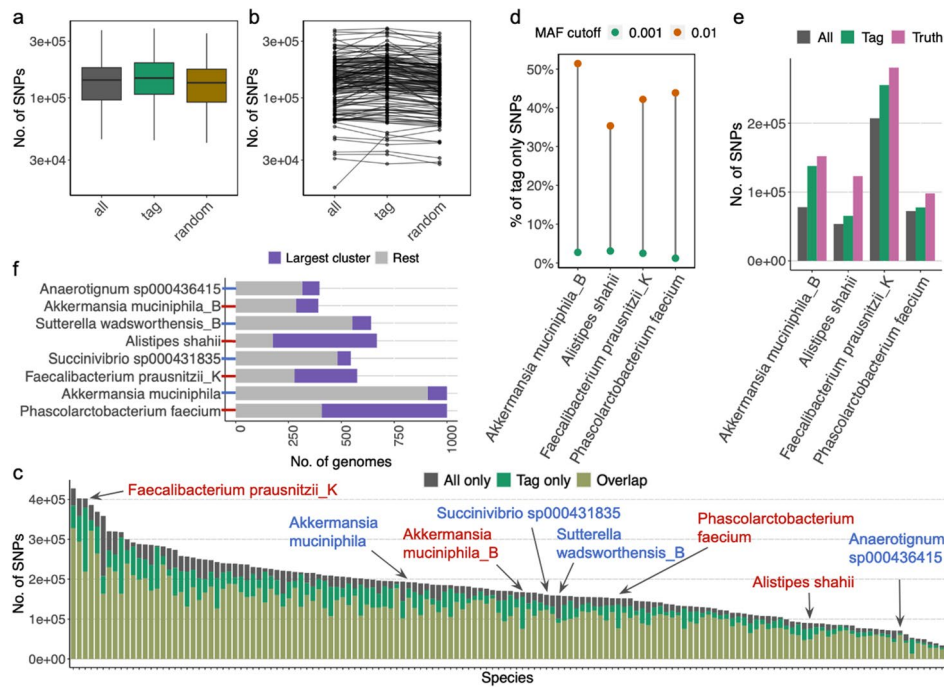 a
No. of SNPs
3e+05
1e+05
3e+04
all
tag
random
b
No. of SNPs
3e+05
1e+05
3e+04
all
tag
random
d
MAF cutoff 0.001 0.01
% of tag only SNPs
50%
40%
30%
20%
10%
0%
Akkermansia muciniphila_B
Alistipes shahii
Faecalibacterium prausnitzii_K
Phascolarctobacterium faecium
e
All Tag Truth
No. of SNPs
2e+05
1e+05
0e+00
Akkermansia muciniphila_B
Alistipes shahii
Faecalibacterium prausnitzii_K
Phascolarctobacterium faecium
f
Largest cluster Rest
Anaerotignum sp000436415
Akkermansia muciniphila_B
Sutterella wadsworthensis_B
Alistipes shahii
Succinivibrio sp000431835
Faecalibacterium prausnitzii_K
Akkermansia muciniphila
Phascolarctobacterium faecium
0
250
500
750
1000
No. of genomes
c
All only Tag only Overlap
No. of SNPs
4e+05
3e+05
2e+05
1e+05
0e+00
Faecalibacterium prausnitzii_K
Akkermansia
muciniphila
Akkermansia
muciniphila_B
Succinivibrio sp000431835
Sutterella
wadsworthensis_B
Phascolarctobacterium
faecium
Alistipes shahii
Anaerotignum
sp000436415
Species